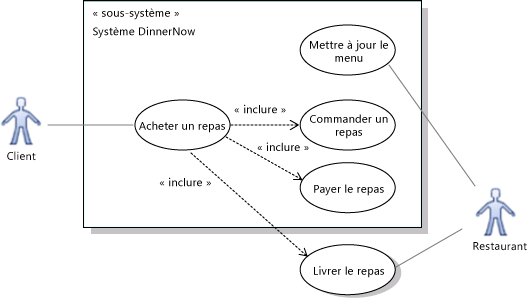 « sous-système »
Système DinnerNow
Mettre à jour le
menu
« inclure »
Commander un
repas
Acheter un repas
« inclure »
Client
« inclure »
Payer le repas
Restaurant
Livrer le repas